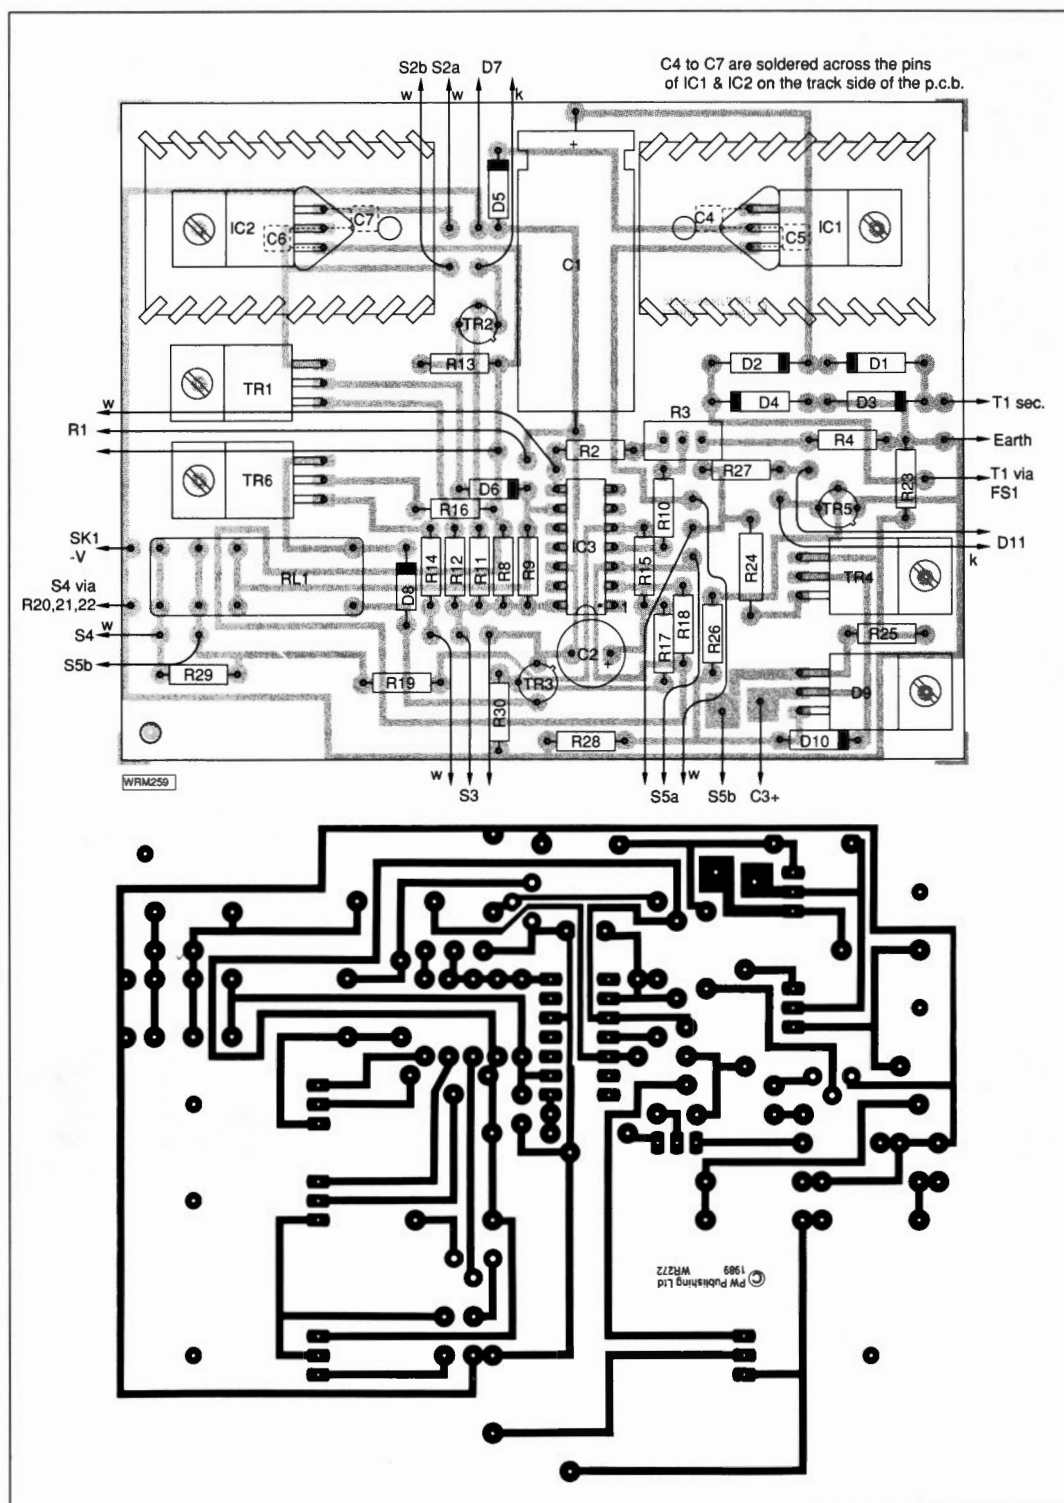 S2b S2a D7
w w k
C4 to C7 are soldered across the pins
of IC1 & IC2 on the track side of the p.c.b.
+
D5
IC2
C7
C6
C4
C5
IC1
C1
TR2
R13
D2
D1
TR1
D4
D3
T1 sec.
w
R1
R3
R2
R4
Earth
TR6
D6
R27
R23
T1 via
FS1
R16
R10
TR5
SK1
-V
RL1
R14
R12
R11
R8
R9
IC3
R15
R24
D11
k
TR4
S4 via
R20,21,22
D8
1
R18
S4
w
R17
R26
R25
S5b
R29
R19
TR3
C2
+
D9
R30
R28
D10
WRM259
w
S3
S5a
w
S5b
C3+
© PW Publishing Ltd
1989 WR272